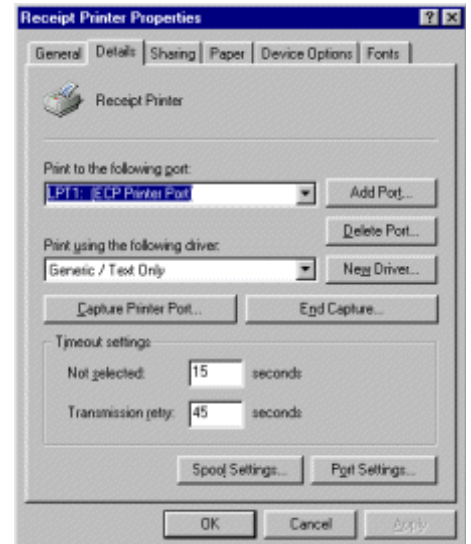 Receipt Printer Properties
General Details Sharing Paper Device Options Fonts
Receipt Printer
Print to the following port:
LPT1: (ECP Printer Port)
Add Port...
Delete Port...
Print using the following driver:
Generic / Text Only
New Driver...
Capture Printer Port... End Capture...
Timeout settings
Not selected: 15 seconds
Transmission retry: 45 seconds
Spool Settings... Port Settings...
OK Cancel Apply